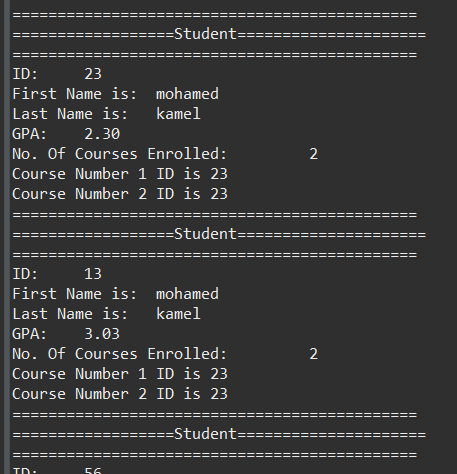 =============================================
==================Student=====================
=============================================
ID:     23
First Name is:  mohamed
Last Name is:   kamel
GPA:    2.30
No. Of Courses Enrolled:         2
Course Number 1 ID is 23
Course Number 2 ID is 23
=============================================
==================Student=====================
=============================================
ID:     13
First Name is:  mohamed
Last Name is:   kamel
GPA:    3.03
No. Of Courses Enrolled:         2
Course Number 1 ID is 23
Course Number 2 ID is 23
=============================================
==================Student=====================
=============================================
ID:     56